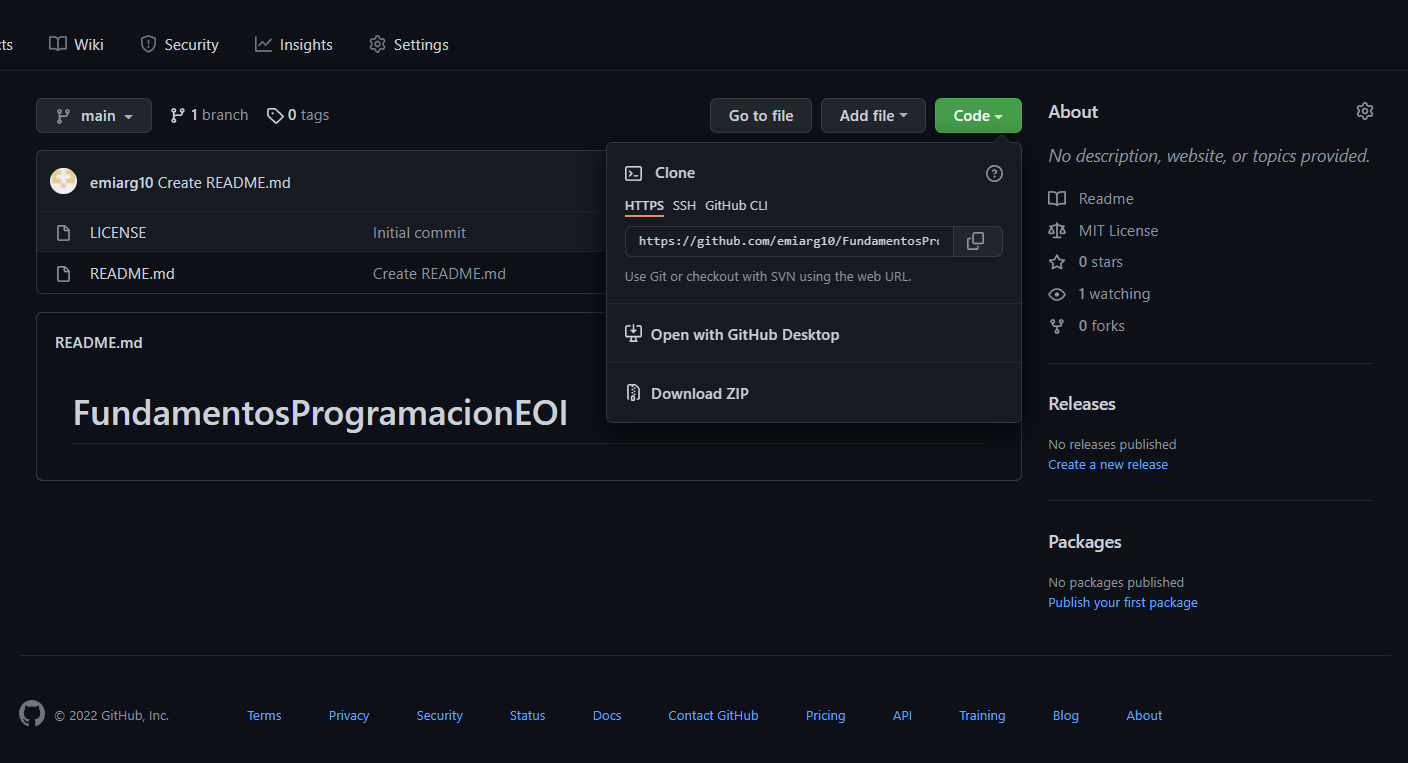 Wiki Security Insights Settings
main 1 branch 0 tags Go to file Add file Code
emiarg10 Create README.md
LICENSE Initial commit
README.md Create README.md
README.md
FundamentosProgramacionEOI
Clone
HTTPS SSH GitHub CLI
https://github.com/emiarg10/FundamentosPro
Use Git or checkout with SVN using the web URL.
Open with GitHub Desktop
Download ZIP
About
No description, website, or topics provided.
Readme
MIT License
0 stars
1 watching
0 forks
Releases
No releases published
Create a new release
Packages
No packages published
Publish your first package
© 2022 GitHub, Inc. Terms Privacy Security Status Docs Contact GitHub Pricing API Training Blog About